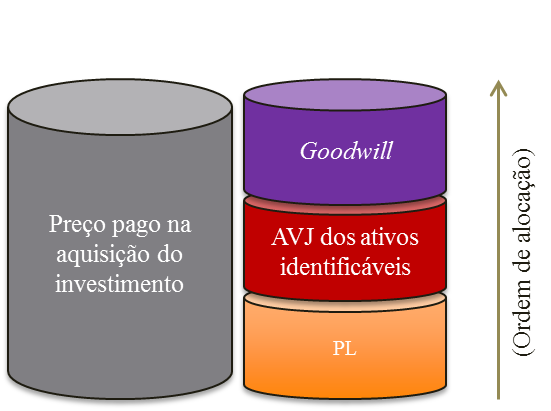 Preço pago na
aquisição do
investimento
Goodwill
AVJ dos ativos
identificáveis
PL
(Ordem de alocação)